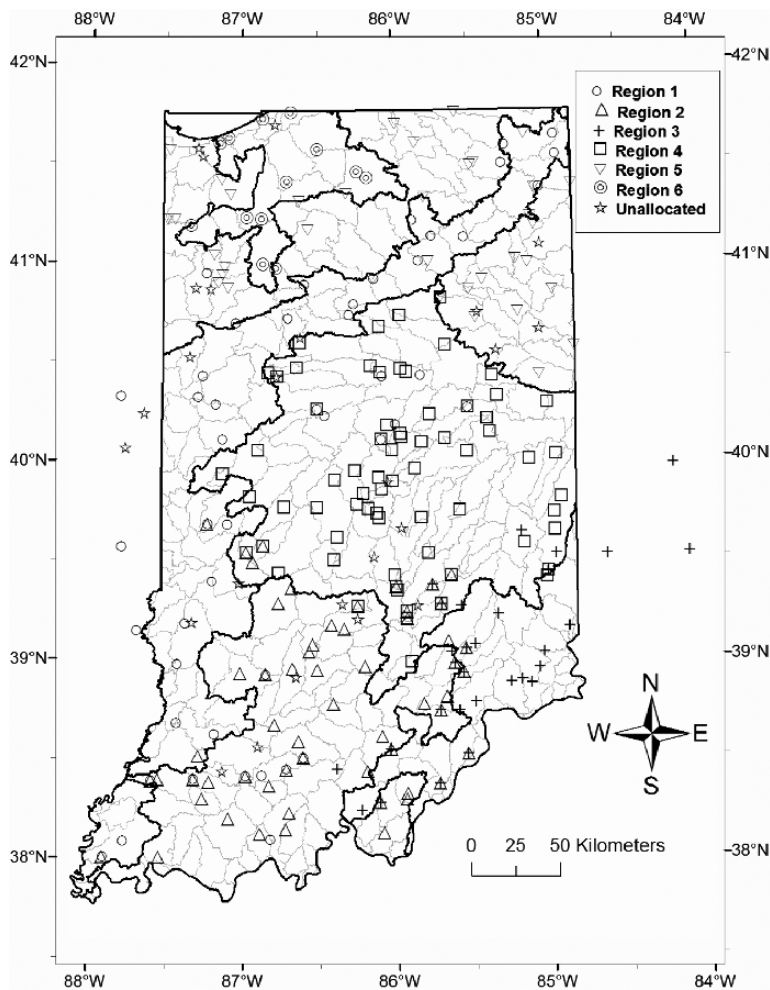 88°W 87°W 86°W 85°W 84°W
42°N 42°N
Region 1
Region 2
Region 3
Region 4
Region 5
Region 6
Unallocated
41°N 41°N
40°N 40°N
39°N 39°N
N
W E
S
0 25 50 Kilometers
38°N 38°N
88°W 87°W 86°W 85°W 84°W